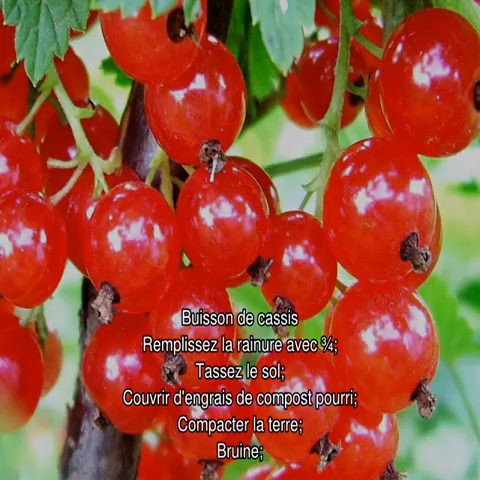 Buisson de cassis
Remplissez la rainure avec ¾;
Tassez le sol;
Couvrir d'engrais de compost pourri;
Compacter la terre;
Bruine;